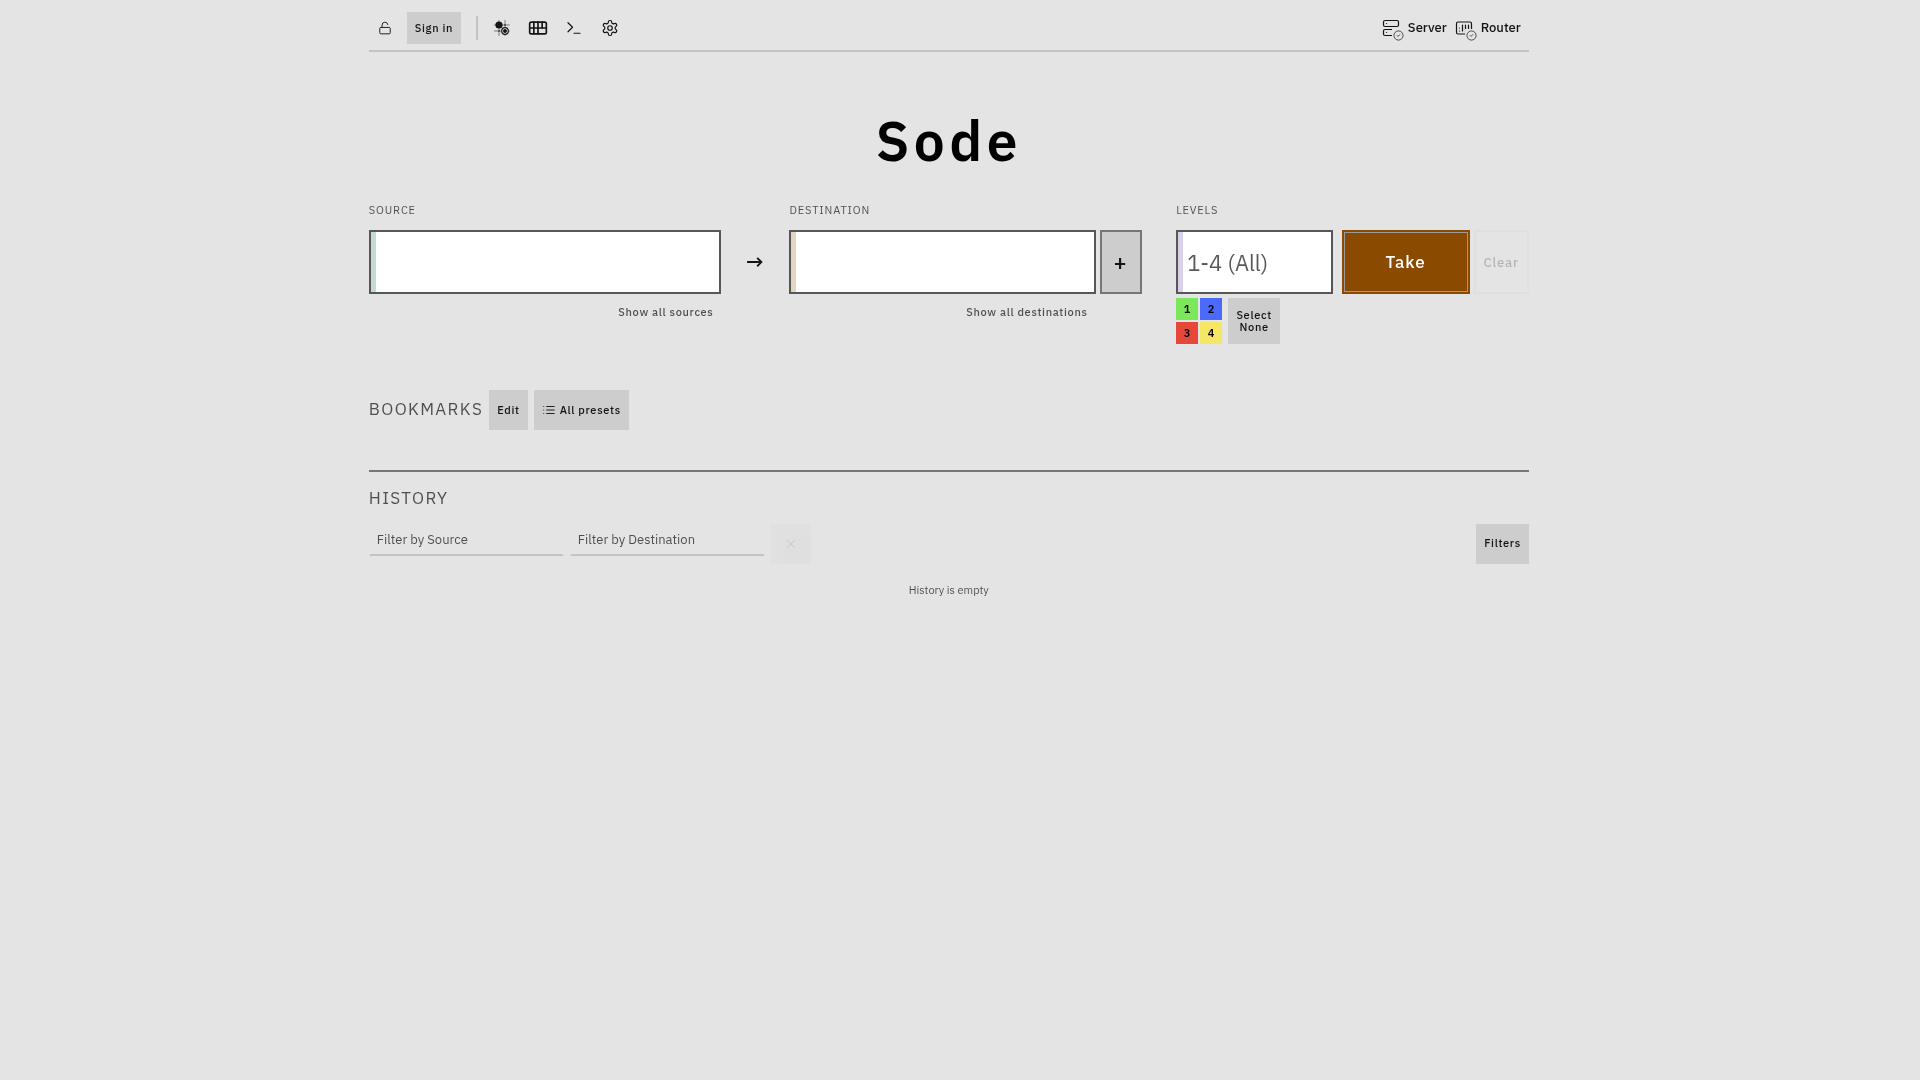 Sign in
Server
Router
Sode
SOURCE
DESTINATION
LEVELS
→
+
1-4 (All)
Take
Clear
Show all sources
Show all destinations
1
2
3
4
Select
None
BOOKMARKS
Edit
All presets
HISTORY
Filter by Source
Filter by Destination
Filters
History is empty